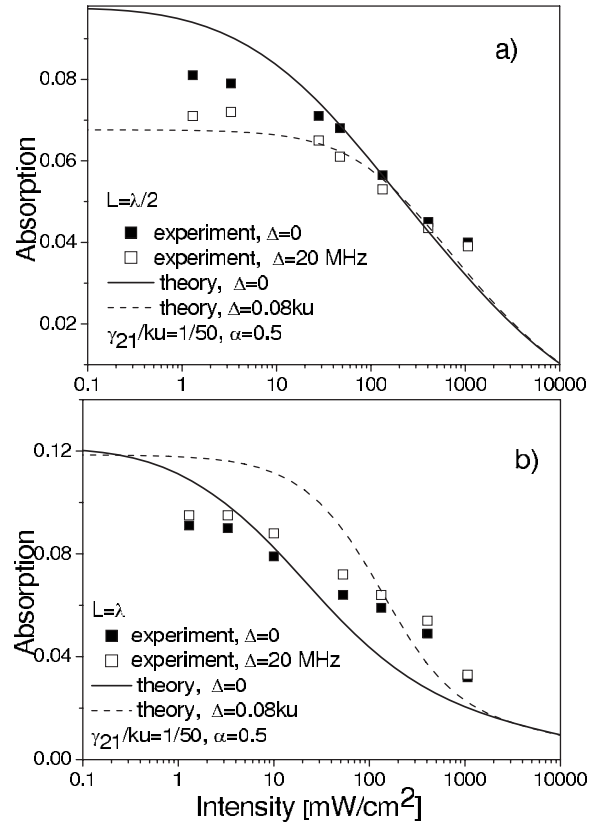 a)
0.08
0.06
0.04
0.02
Absorption
L=λ/2
experiment, Δ=0
experiment, Δ=20 MHz
theory, Δ=0
theory, Δ=0.08ku
γ21/ku=1/50, α=0.5
0.1 1 10 100 1000 10000
b)
0.12
0.08
0.04
0.00
Absorption
L=λ
experiment, Δ=0
experiment, Δ=20 MHz
theory, Δ=0
theory, Δ=0.08ku
γ21/ku=1/50, α=0.5
0.1 1 10 100 1000 10000
Intensity [mW/cm²]